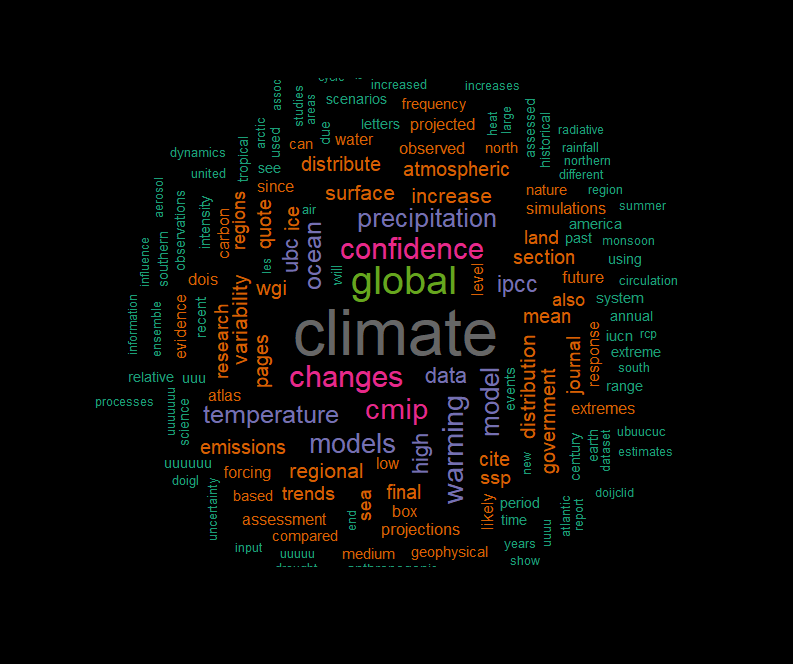 increased
increases
assoc
studies
areas
scenarios
frequency
letters
projected
heat
large
assessed
historical
radiative
arctic
used
due
can
water
observed
north
rainfall
northern
different
dynamics
tropical
see
distribute
atmospheric
united
since
surface
increase
nature
region
aerosol
observations
intensity
carbon
regions
quote
ice
air
precipitation
simulations
summer
america
influence
southern
ubc
ocean
confidence
land
past
monsoon
les
will
section
using
dois
wgi
global
level
ipcc
future
circulation
variability
also
system
information
ensemble
evidence
recent
research
pages
climate
mean
annual
iucn
rcp
response
extreme
south
relative
uuu
changes
data
model
events
distribution
journal
range
atlas
processes
uuuuuuu
science
temperature
cmip
warming
government
extremes
emissions
models
high
cite
new
century
earth
dataset
ubuucuc
estimates
uuuuuu
doigl
forcing
regional
low
ssp
uncertainty
based
trends
sea
final
likely
period
doijclid
atlantic
report
assessment
end
box
time
compared
projections
input
uuuuu
medium
geophysical
years
uuuu
show